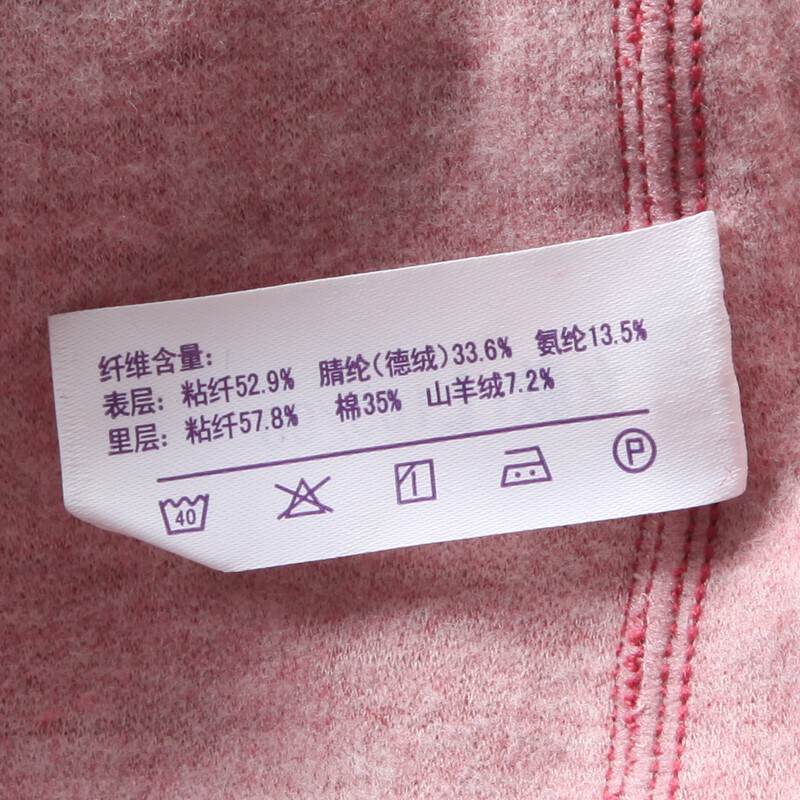 纤维含量:
表层: 粘纤52.9% 腈纶(德绒)33.6% 氨纶13.5%
里层: 粘纤57.8% 棉35% 山羊绒7.2%
40 P